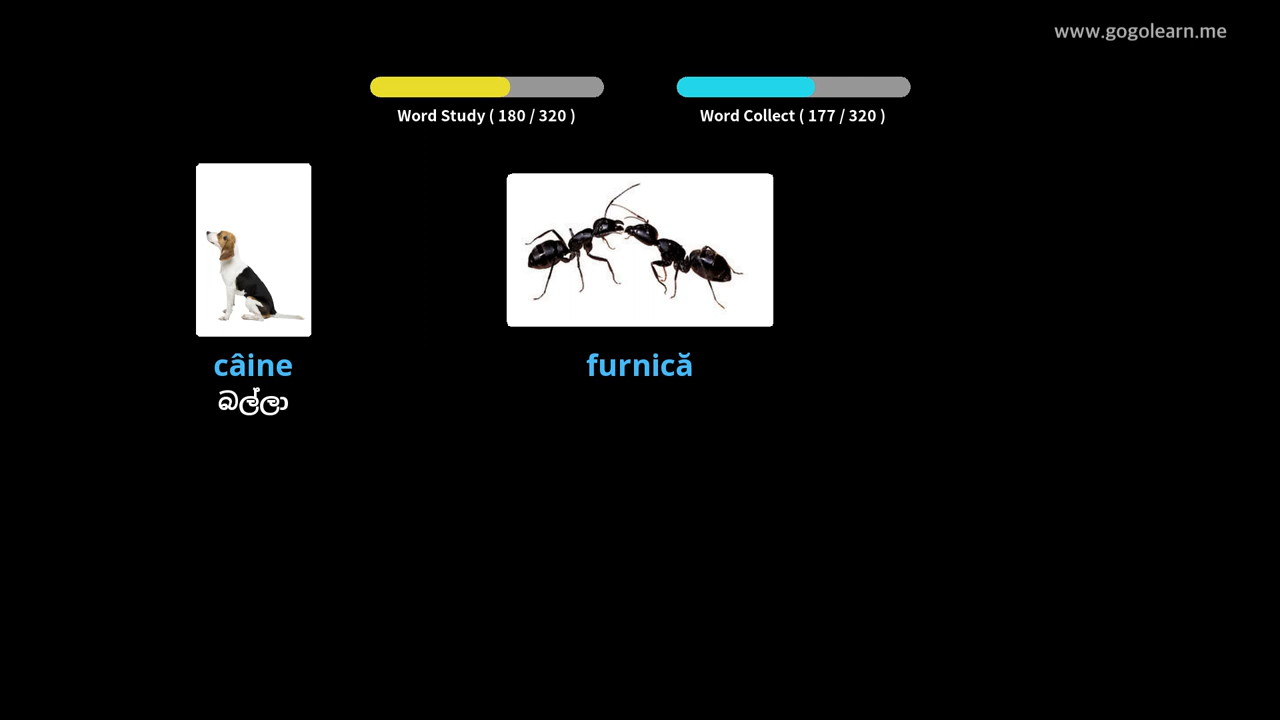 www.gogolearn.me
Word Study ( 180 / 320 )
Word Collect ( 177 / 320 )
câine
furnică
බල්ලා